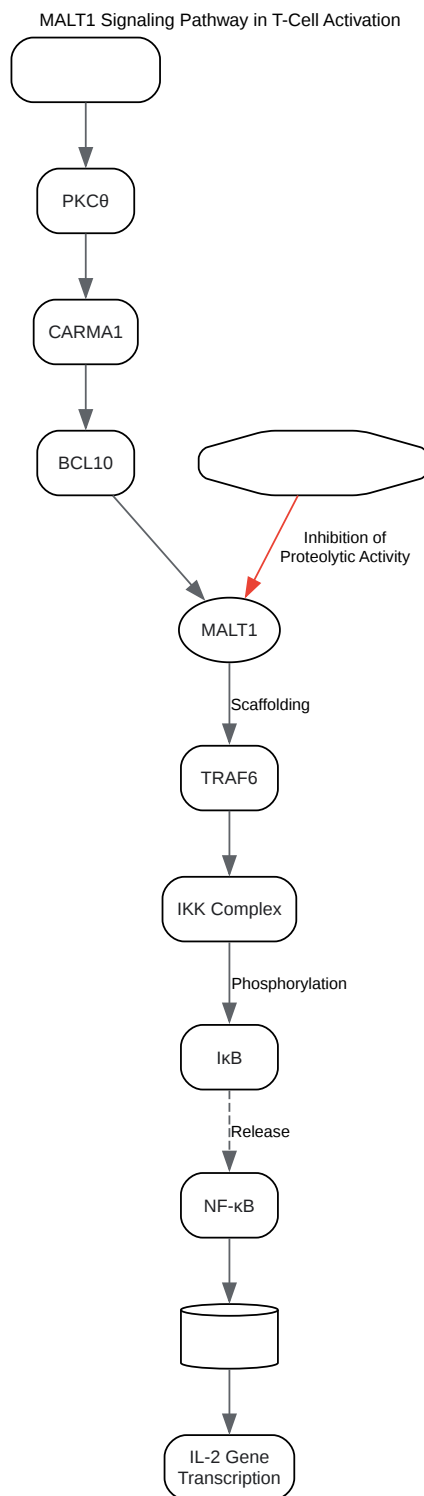 MALT1 Signaling Pathway in T-Cell Activation
PKCθ
CARMA1
BCL10
Inhibition of
Proteolytic Activity
MALT1
Scaffolding
TRAF6
IKK Complex
Phosphorylation
IκB
Release
NF-κB
IL-2 Gene
Transcription